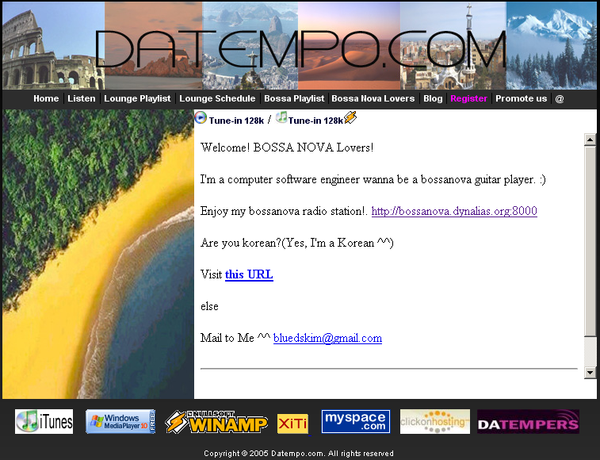 DATEMPO.COM
Home Listen Lounge Playlist Lounge Schedule Bossa Playlist Bossa Nova Lovers Blog Register Promote us @
Tune-in 128k / Tune-in 128k
Welcome! BOSSA NOVA Lovers!
I'm a computer software engineer wanna be a bossanova guitar player. :)
Enjoy my bossanova radio station!. http://bossanova.dynalias.org:8000
Are you korean?(Yes, I'm a Korean ^^)
Visit this URL
else
Mail to Me ^^ bluedskim@gmail.com
iTunes Windows MediaPlayer 10 NULLSOFT WINAMP XiTi myspace.com clickonhosting DATEMPERS
Copyright © 2005 Datempo.com. All rights reserved